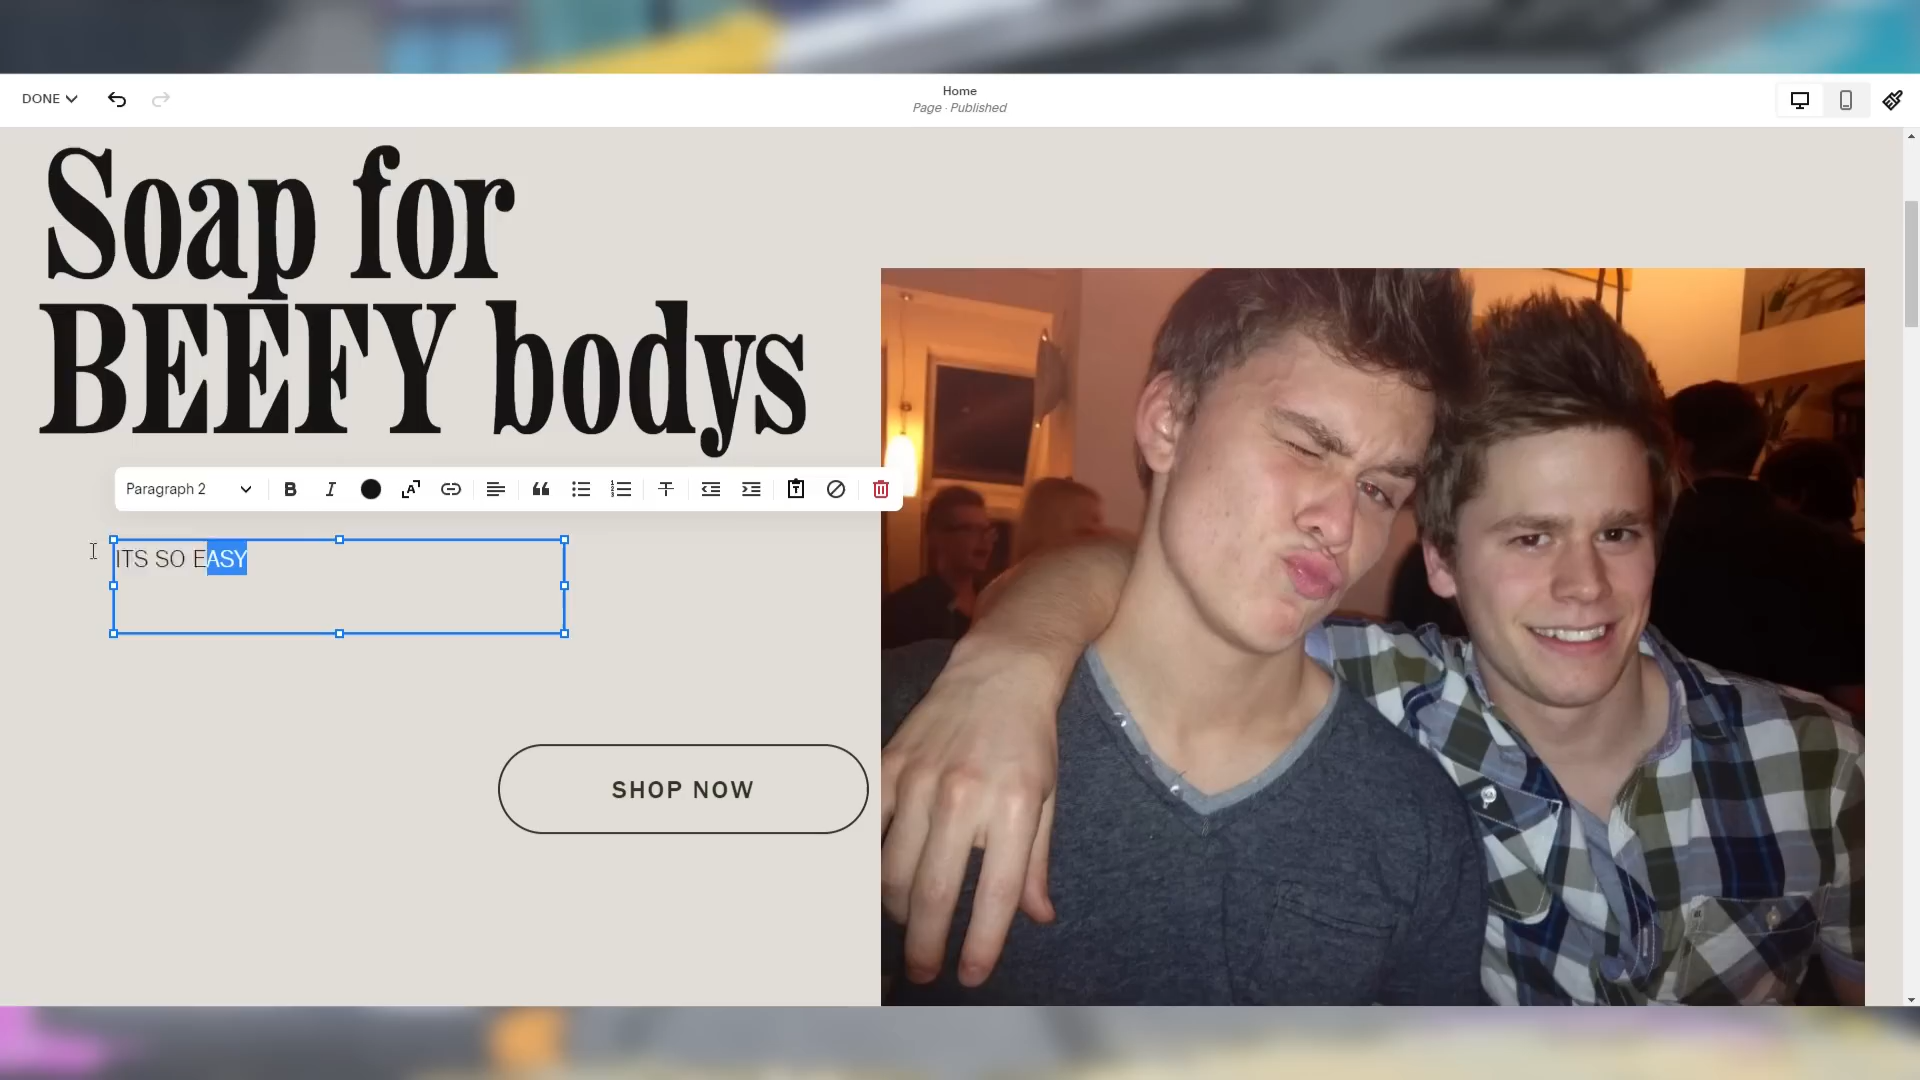 DONE
Home
Page · Published
Soap for
BEEFY bodys
Paragraph 2
ITS SO EASY
SHOP NOW